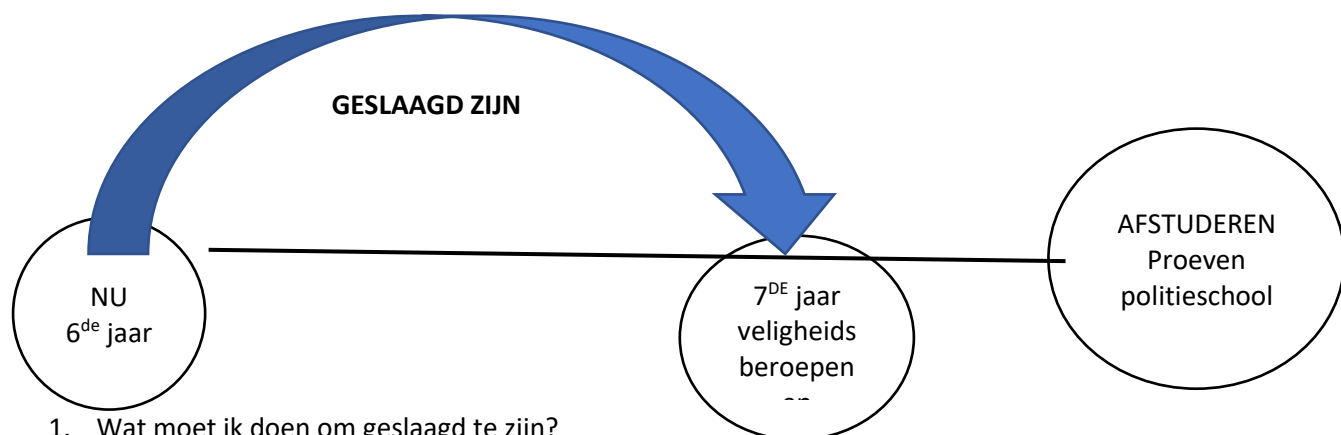 GESLAAGD ZIJN
NU
6de jaar
7DE jaar
veligheids
beroepen
AFSTUDEREN
Proeven
politieschool
1. Wat moet ik doen om geslaagd te zijn?